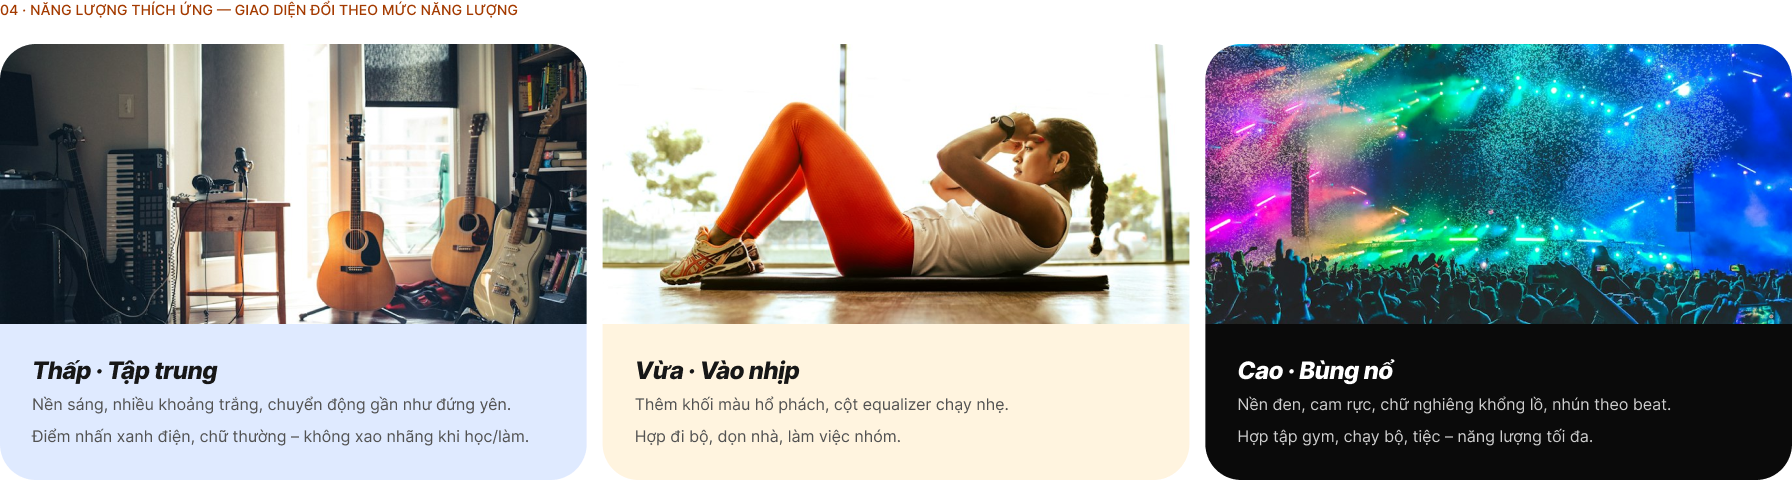 04 · NĂNG LƯỢNG THÍCH ỨNG — GIAO DIỆN ĐỔI THEO MỨC NĂNG LƯỢNG
Thấp · Tập trung
Nền sáng, nhiều khoảng trắng, chuyển động gần như đứng yên.
Điểm nhấn xanh điện, chữ thường – không xao nhãng khi học/làm.
Vừa · Vào nhịp
Thêm khối màu hổ phách, cột equalizer chạy nhẹ.
Hợp đi bộ, dọn nhà, làm việc nhóm.
Cao · Bùng nổ
Nền đen, cam rực, chữ nghiêng khổng lồ, nhún theo beat.
Hợp tập gym, chạy bộ, tiệc – năng lượng tối đa.